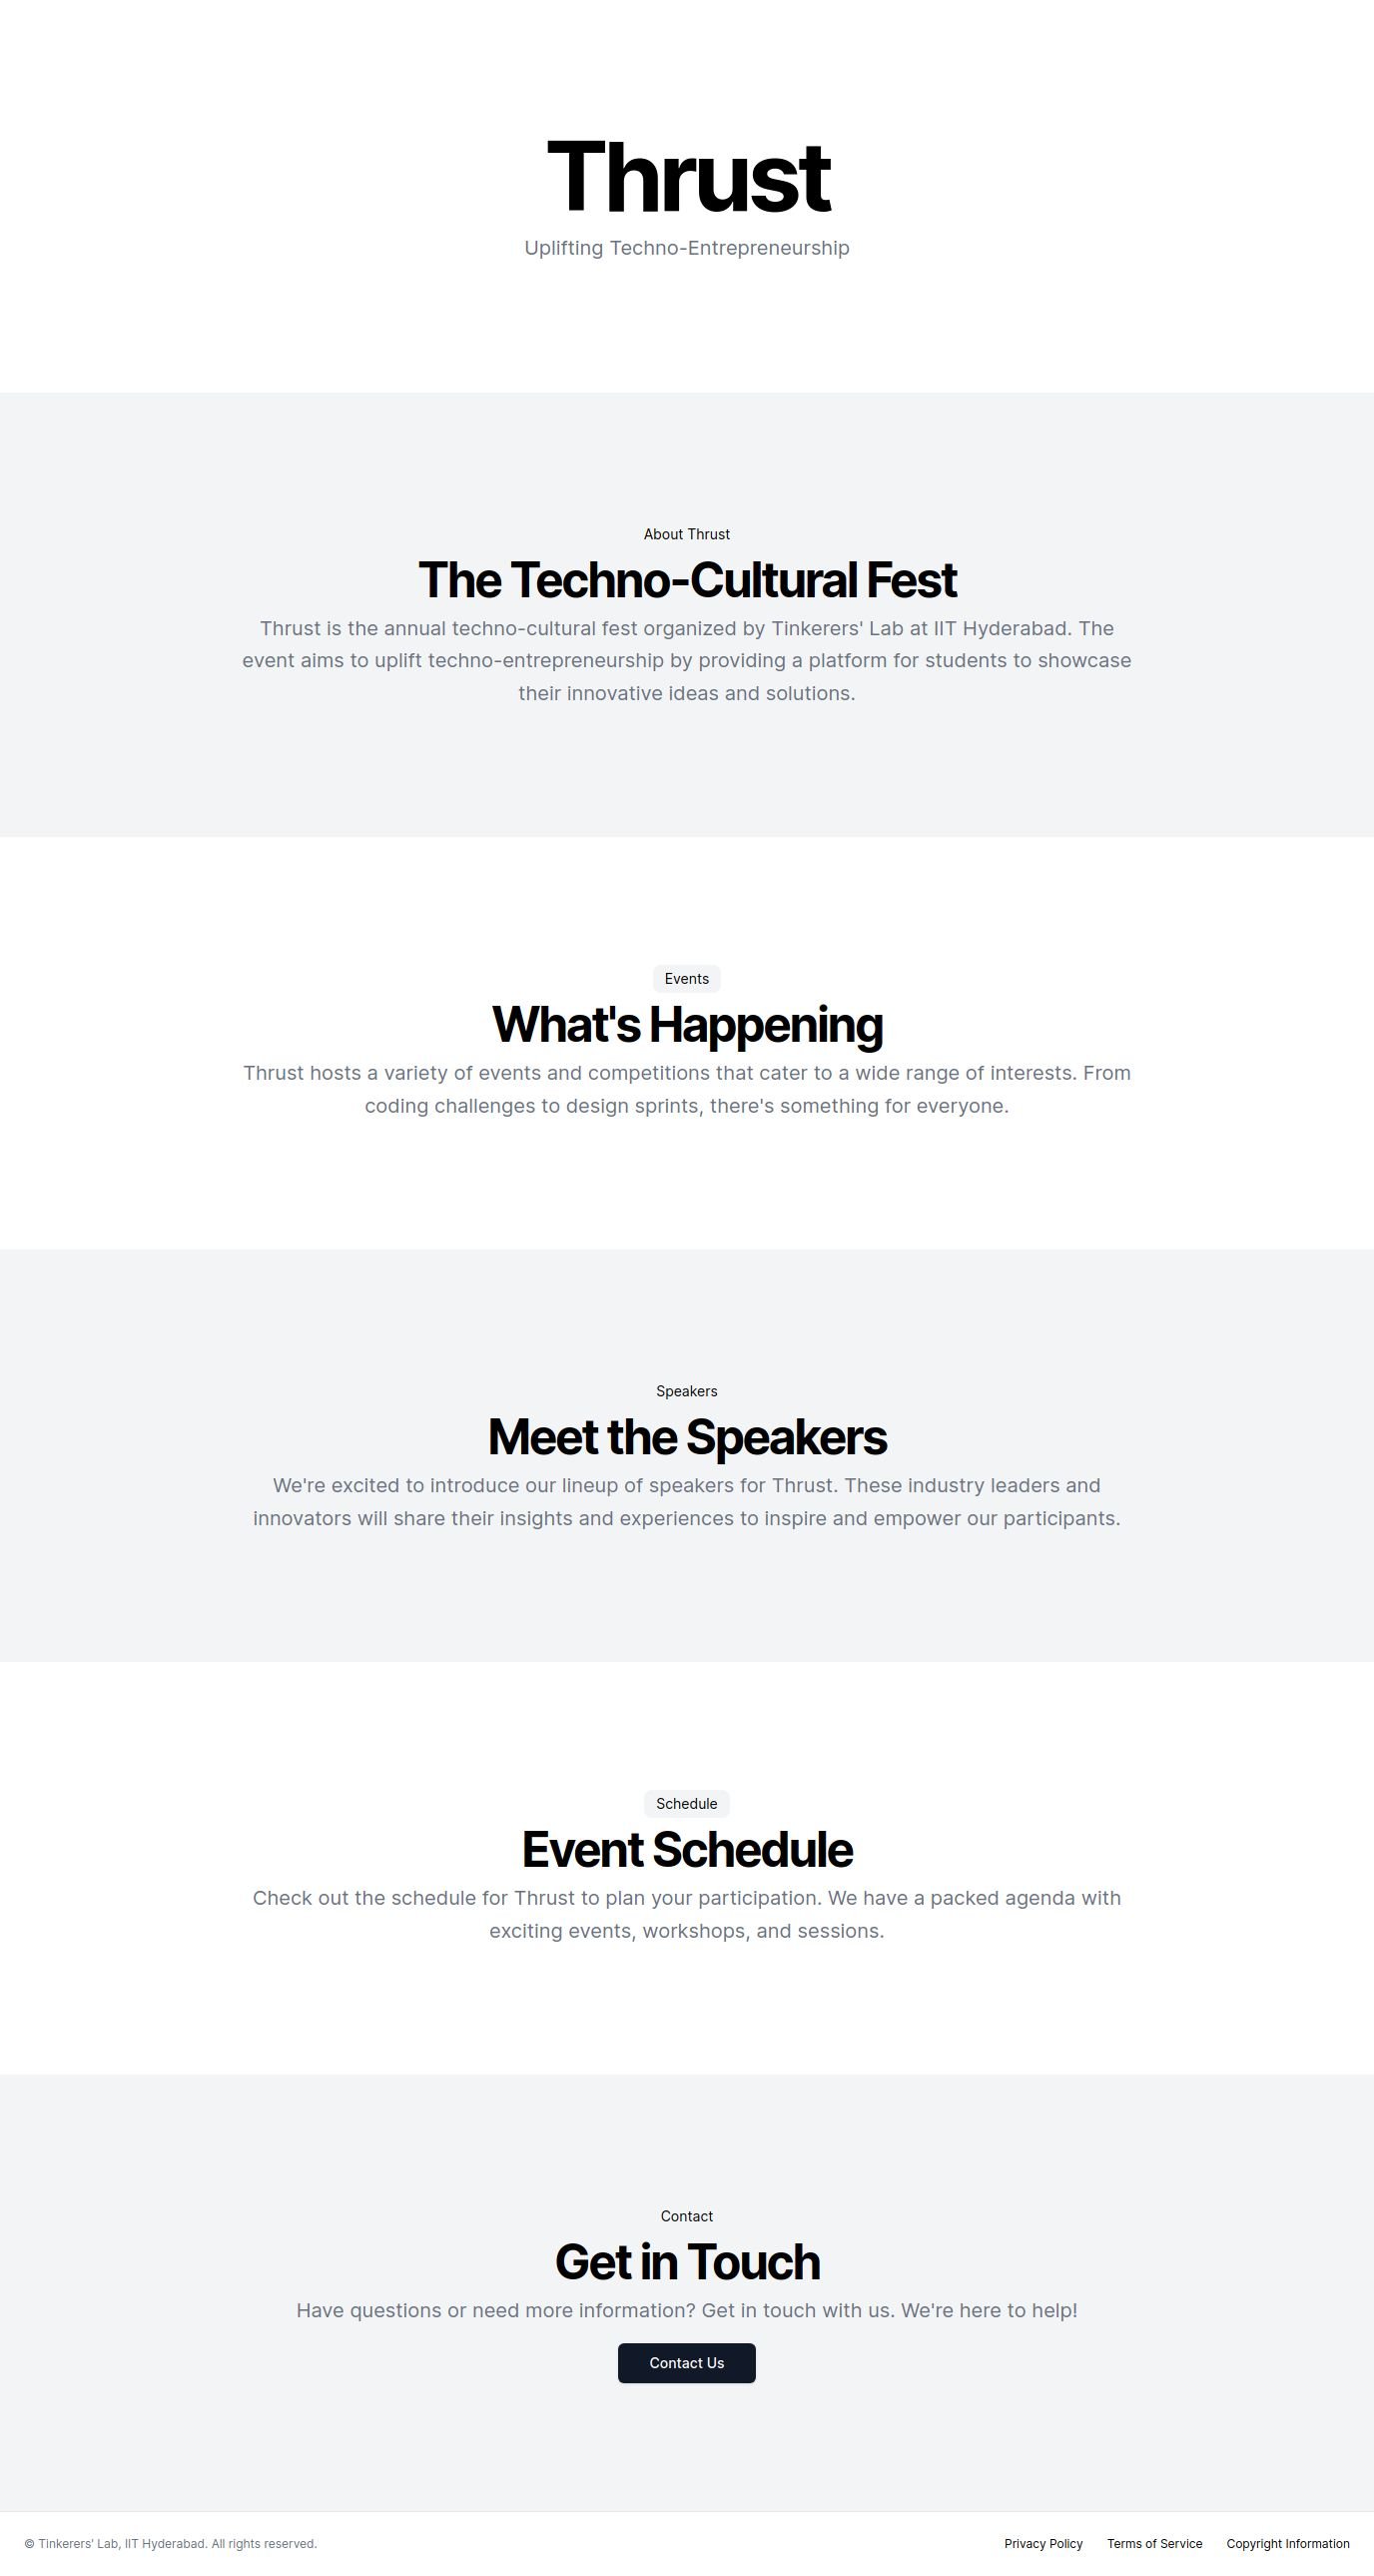 Thrust
Uplifting Techno-Entrepreneurship
About Thrust
The Techno-Cultural Fest
Thrust is the annual techno-cultural fest organized by Tinkerers' Lab at IIT Hyderabad. The
event aims to uplift techno-entrepreneurship by providing a platform for students to showcase
their innovative ideas and solutions.
Events
What's Happening
Thrust hosts a variety of events and competitions that cater to a wide range of interests. From
coding challenges to design sprints, there's something for everyone.
Speakers
Meet the Speakers
We're excited to introduce our lineup of speakers for Thrust. These industry leaders and
innovators will share their insights and experiences to inspire and empower our participants.
Schedule
Event Schedule
Check out the schedule for Thrust to plan your participation. We have a packed agenda with
exciting events, workshops, and sessions.
Contact
Get in Touch
Have questions or need more information? Get in touch with us. We're here to help!
Contact Us
© Tinkerers' Lab, IIT Hyderabad. All rights reserved. Privacy Policy Terms of Service Copyright Information